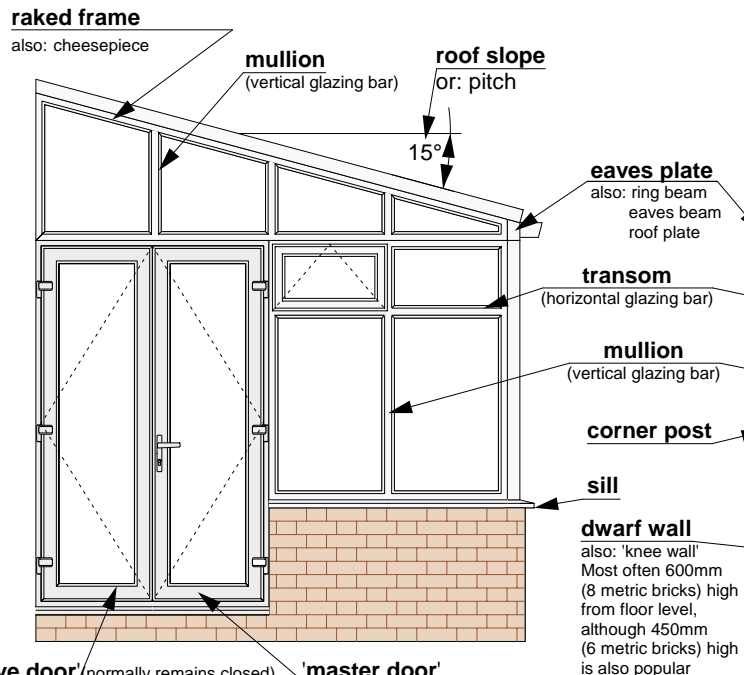 raked frame
also: cheesepiece
mullion
(vertical glazing bar)
roof slope
or: pitch
15°
eaves plate
also: ring beam
eaves beam
roof plate
transom
(horizontal glazing bar)
mullion
(vertical glazing bar)
corner post
sill
dwarf wall
also: 'knee wall'
Most often 600mm
(8 metric bricks) high
from floor level,
although 450mm
(6 metric bricks) high
is also popular
ve door' (normally remains closed)
'master door'